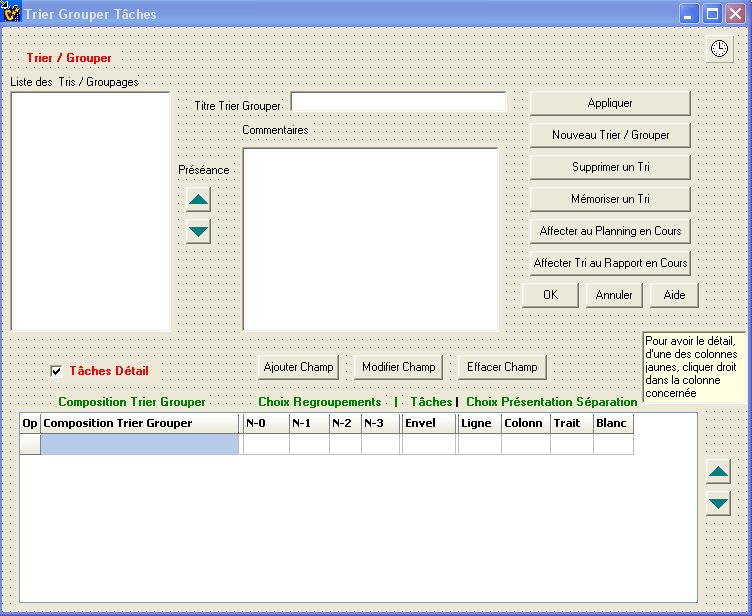 Trier Grouper Tâches
Trier / Grouper
Liste des Tris / Groupages
Titre Trier Grouper
Commentaires
Préséance
Appliquer
Nouveau Trier / Grouper
Supprimer un Tri
Mémoriser un Tri
Affecter au Planning en Cours
Affecter Tri au Rapport en Cours
OK Annuler Aide
Pour avoir le détail,
d'une des colonnes
jaunes, cliquer droit
dans la colonne
concernée
Tâches Détail
Ajouter Champ Modifier Champ Effacer Champ
Composition Trier Grouper Choix Regroupements | Tâches | Choix Présentation Séparation
Op Composition Trier Grouper N-0 N-1 N-2 N-3 Envel Ligne Colonn Trait Blanc